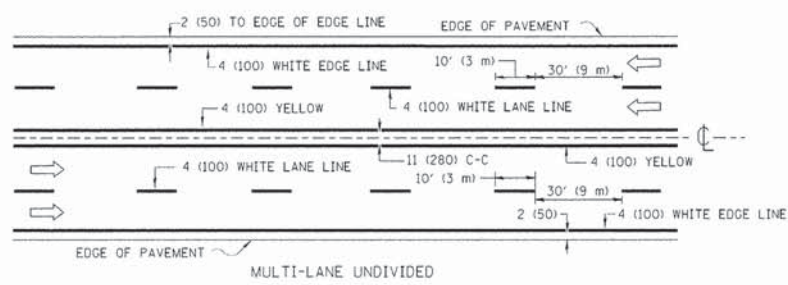 2 (50) TO EDGE OF EDGE LINE
EDGE OF PAVEMENT
4 (100) WHITE EDGE LINE
10' (3 m)
30' (9 m)
4 (100) YELLOW
4 (100) WHITE LANE LINE
4 (100) WHITE LANE LINE
11 (280) C-C
4 (100) YELLOW
10' (3 m)
30' (9 m)
2 (50)
4 (100) WHITE EDGE LINE
EDGE OF PAVEMENT
MULTI-LANE UNDIVIDED